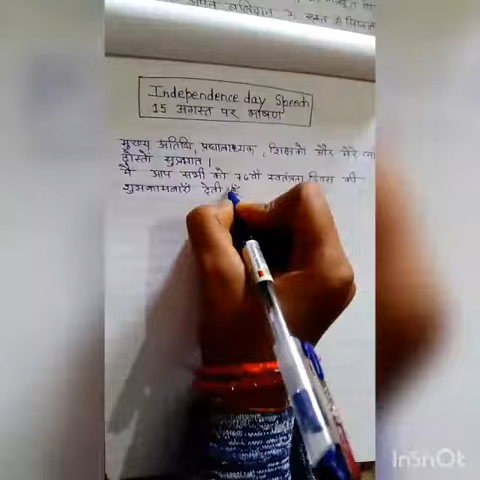 Independence day Speech
15 अगस्त पर भाषण
मुख्य अतिथि, प्रधानाध्यक, शिक्षको और मेरे
दोस्तों सुप्रभात।
मैं आप सभी को 76वाँ स्वतंत्रता दिवस की
शुभकामनाएँ देती
InShOt